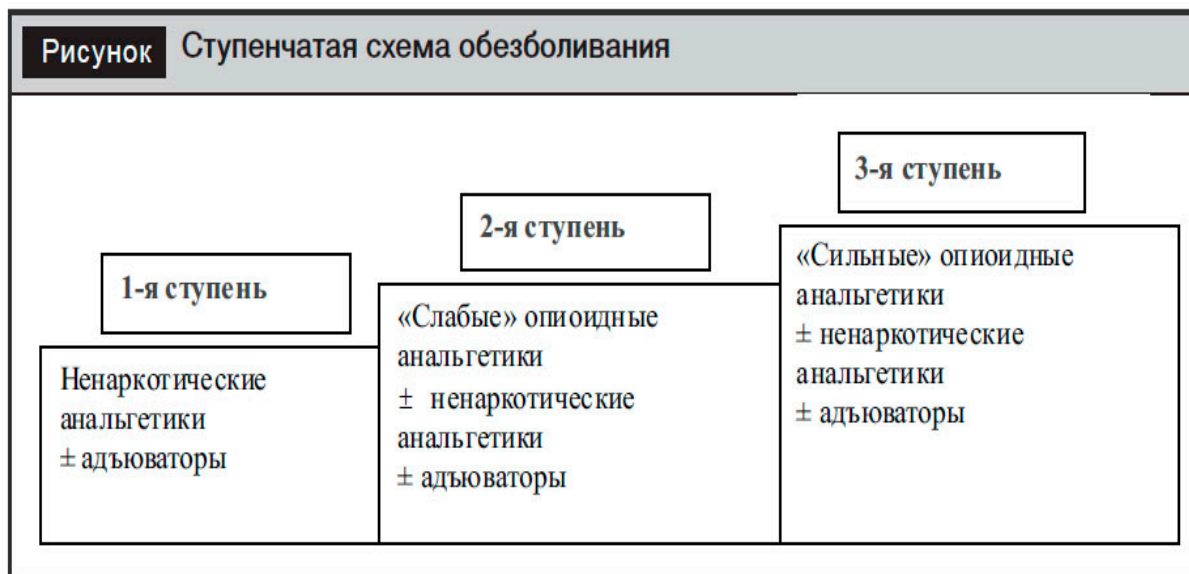 Рисунок Ступенчатая схема обезболивания
1-я ступень
Ненаркотические
анальгетики
± адъюваторы
2-я ступень
«Слабые» опиоидные
анальгетики
± ненаркотические
анальгетики
± адъюваторы
3-я ступень
«Сильные» опиоидные
анальгетики
± ненаркотические
анальгетики
± адъюваторы